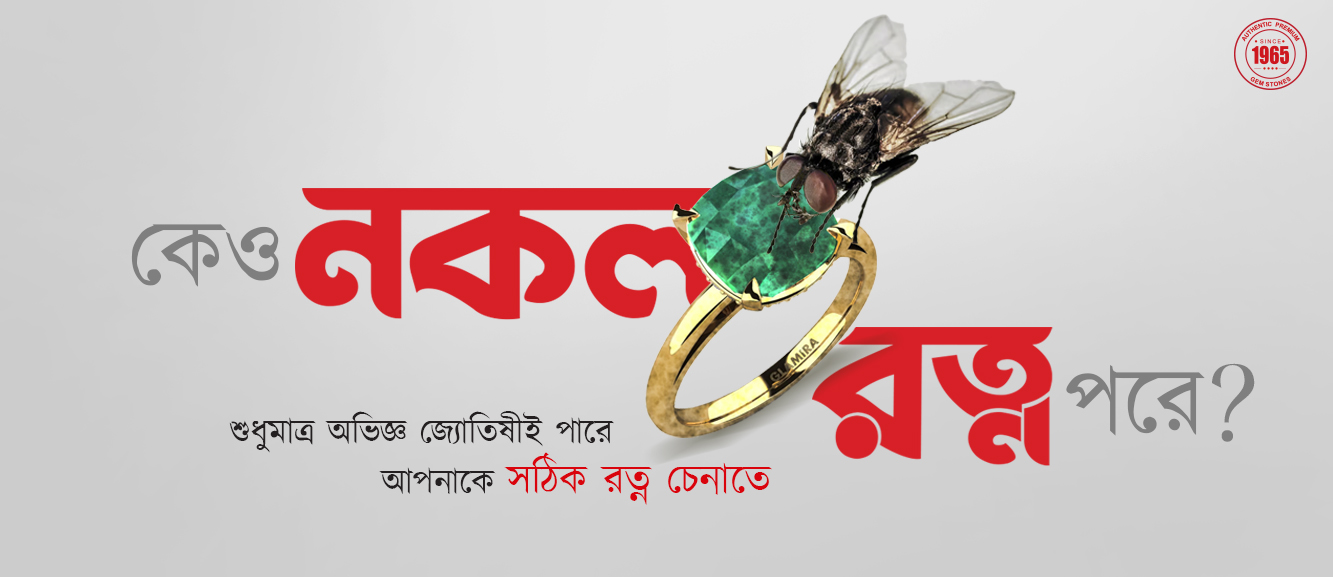 কেও নকল
রত্ন পরে?
শুধুমাত্র অভিজ্ঞ জ্যোতিষীই পারে
আপনাকে সঠিক রত্ন চেনাতে
GLAMIRA
AUTHENTIC PREMIUM
SINCE
1965
GEM STONES